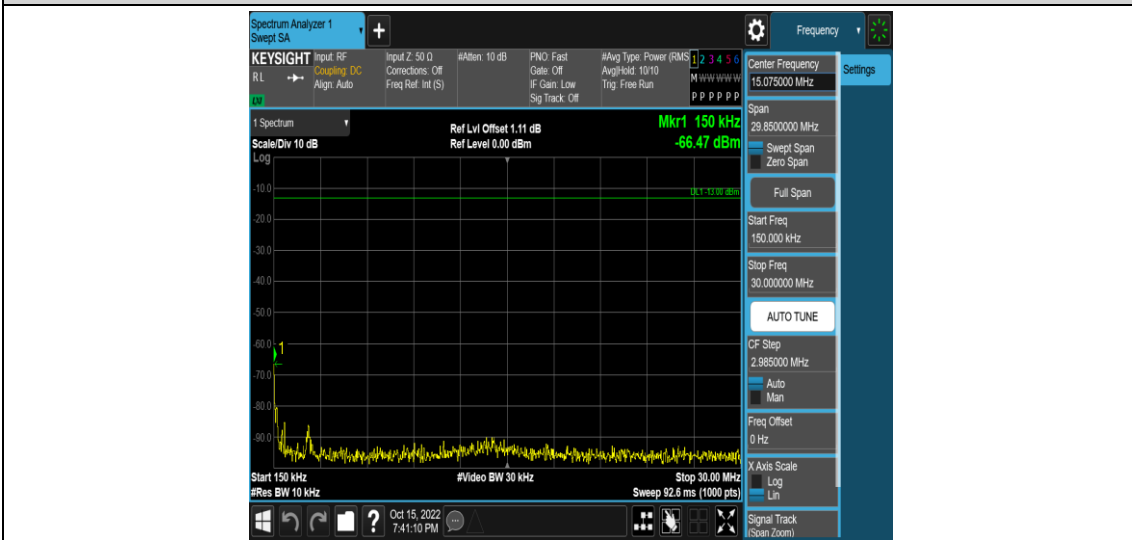 Spectrum Analyzer 1
Swept SA
+
Frequency
KEYSIGHT
Input: RF
Input Z: 50 Ω
#Atten: 10 dB
PNO: Fast
#Avg Type: Power (RMS
1 2 3 4 5 6
RL
Coupling: DC
Corrections: Off
Gate: Off
Avg|Hold: 10/10
M W W W W W
Align: Auto
Freq Ref: Int (S)
IF Gain: Low
Trig: Free Run
Sig Track: Off
P P P P P P
LXI
Center Frequency
15.075000 MHz
Settings
1 Spectrum
Ref Lvl Offset 1.11 dB
Mkr1 150 kHz
Scale/Div 10 dB
Ref Level 0.00 dBm
-66.47 dBm
Log
DL1 -13.00 dBm
-10.0
-20.0
-30.0
-40.0
-50.0
-60.0
1
-70.0
-80.0
-90.0
Start 150 kHz
#Video BW 30 kHz
Stop 30.00 MHz
#Res BW 10 kHz
Sweep 92.6 ms (1000 pts)
Span
29.8500000 MHz
Swept Span
Zero Span
Full Span
Start Freq
150.000 kHz
Stop Freq
30.000000 MHz
AUTO TUNE
CF Step
2.985000 MHz
Auto
Man
Freq Offset
0 Hz
X Axis Scale
Log
Lin
Signal Track
(Span Zoom)
?
Oct 15, 2022
7:41:10 PM